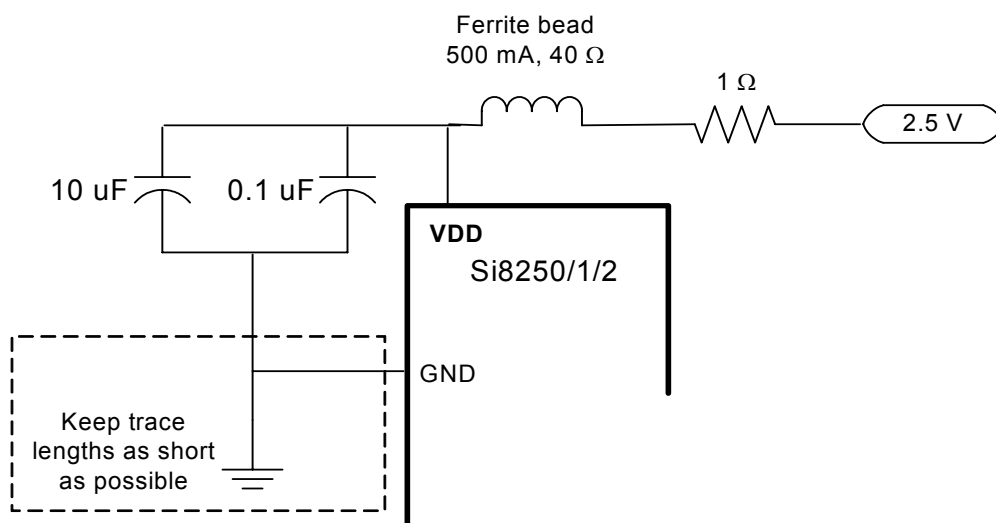 Ferrite bead
500 mA, 40 Ω
1 Ω
2.5 V
10 uF
0.1 uF
VDD
Si8250/1/2
GND
Keep trace
lengths as short
as possible